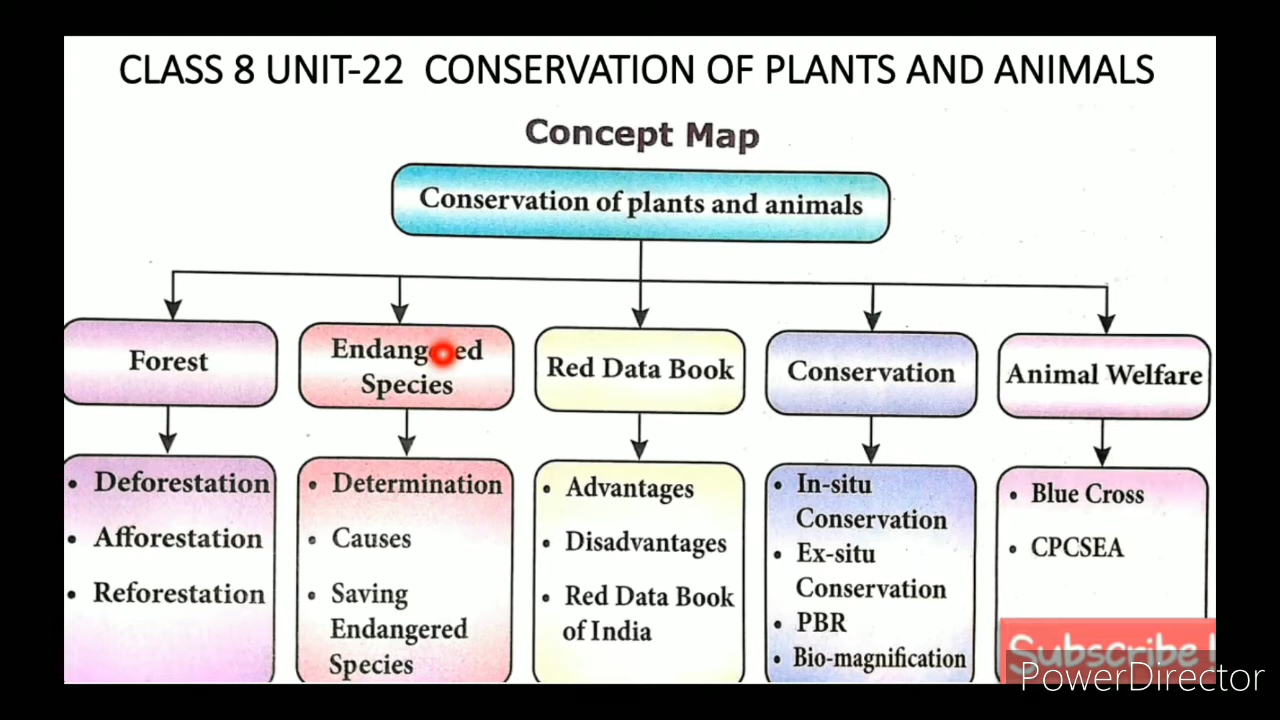 CLASS 8 UNIT-22 CONSERVATION OF PLANTS AND ANIMALS
Concept Map
Conservation of plants and animals
Forest
• Deforestation
• Afforestation
• Reforestation
Endangered
Species
• Determination
• Causes
• Saving
Endangered
Species
Red Data Book
• Advantages
• Disadvantages
• Red Data Book
of India
Conservation
• In-situ
Conservation
• Ex-situ
Conservation
• PBR
• Bio-magnification
Animal Welfare
• Blue Cross
• CPCSEA
Subscribe !
PowerDirector